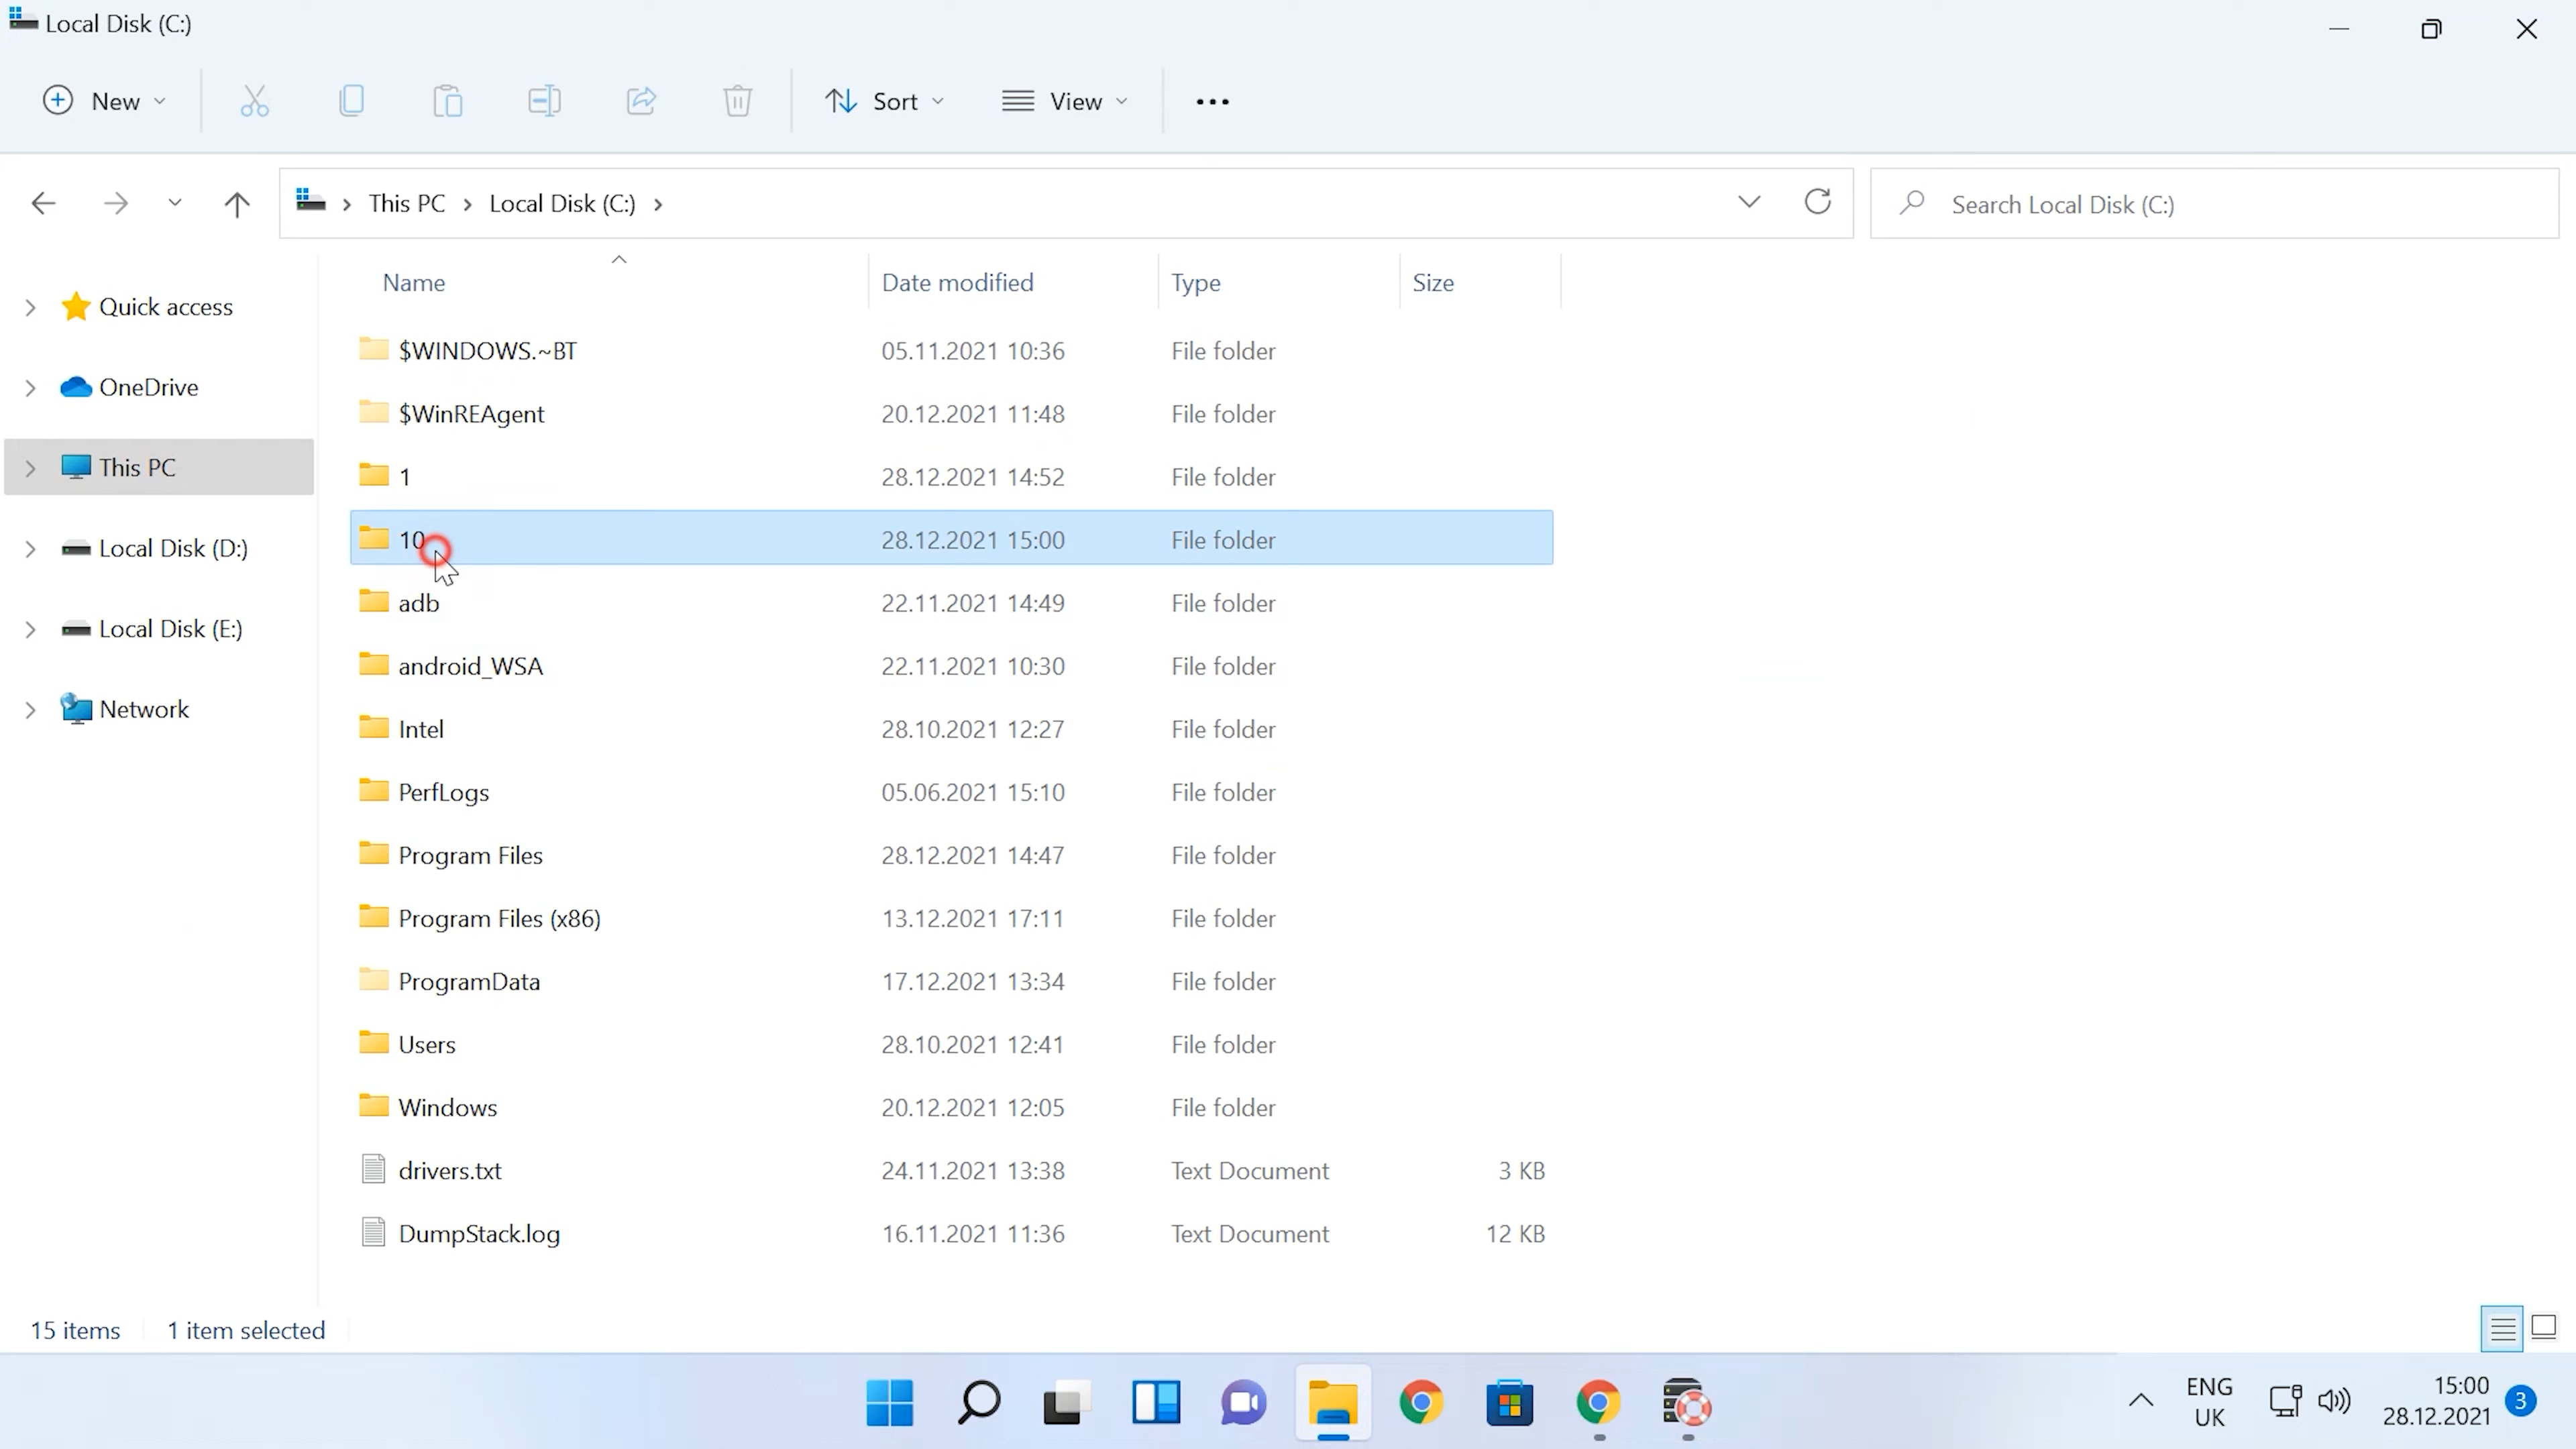 Local Disk (C:)
New
Sort
View
This PC > Local Disk (C:) >
Search Local Disk (C:)
Quick access
OneDrive
This PC
Local Disk (D:)
Local Disk (E:)
Network
Name Date modified Type Size
$WINDOWS.~BT 05.11.2021 10:36 File folder
$WinREAgent 20.12.2021 11:48 File folder
1 28.12.2021 14:52 File folder
10 28.12.2021 15:00 File folder
adb 22.11.2021 14:49 File folder
android_WSA 22.11.2021 10:30 File folder
Intel 28.10.2021 12:27 File folder
PerfLogs 05.06.2021 15:10 File folder
Program Files 28.12.2021 14:47 File folder
Program Files (x86) 13.12.2021 17:11 File folder
ProgramData 17.12.2021 13:34 File folder
Users 28.10.2021 12:41 File folder
Windows 20.12.2021 12:05 File folder
drivers.txt 24.11.2021 13:38 Text Document 3 KB
DumpStack.log 16.11.2021 11:36 Text Document 12 KB
15 items 1 item selected
ENG
UK
15:00
28.12.2021
3